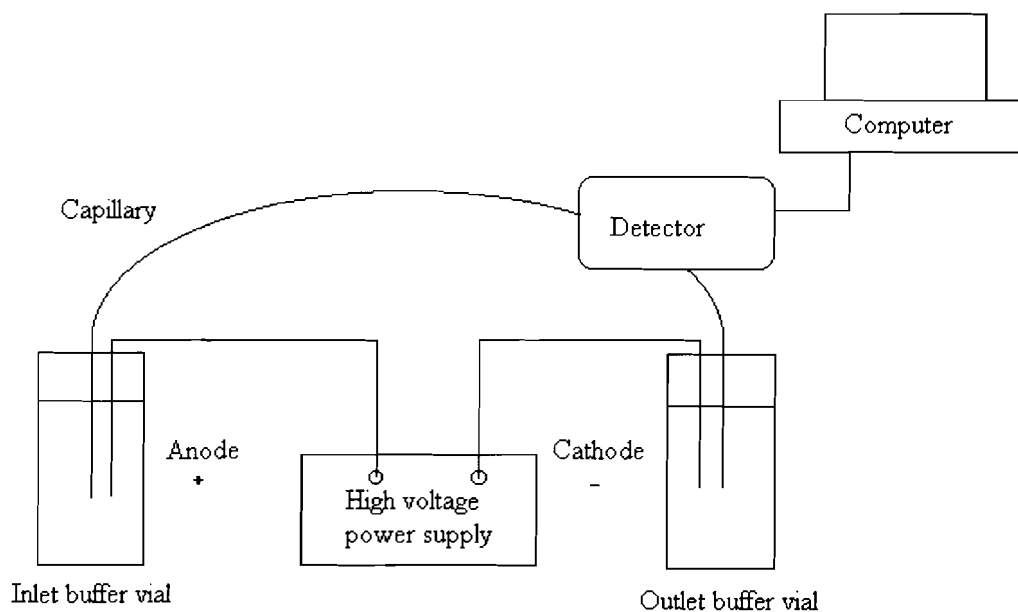 Computer
Capillary
Detector
Anode
+
Cathode
-
High voltage
power supply
Inlet buffer vial
Outlet buffer vial